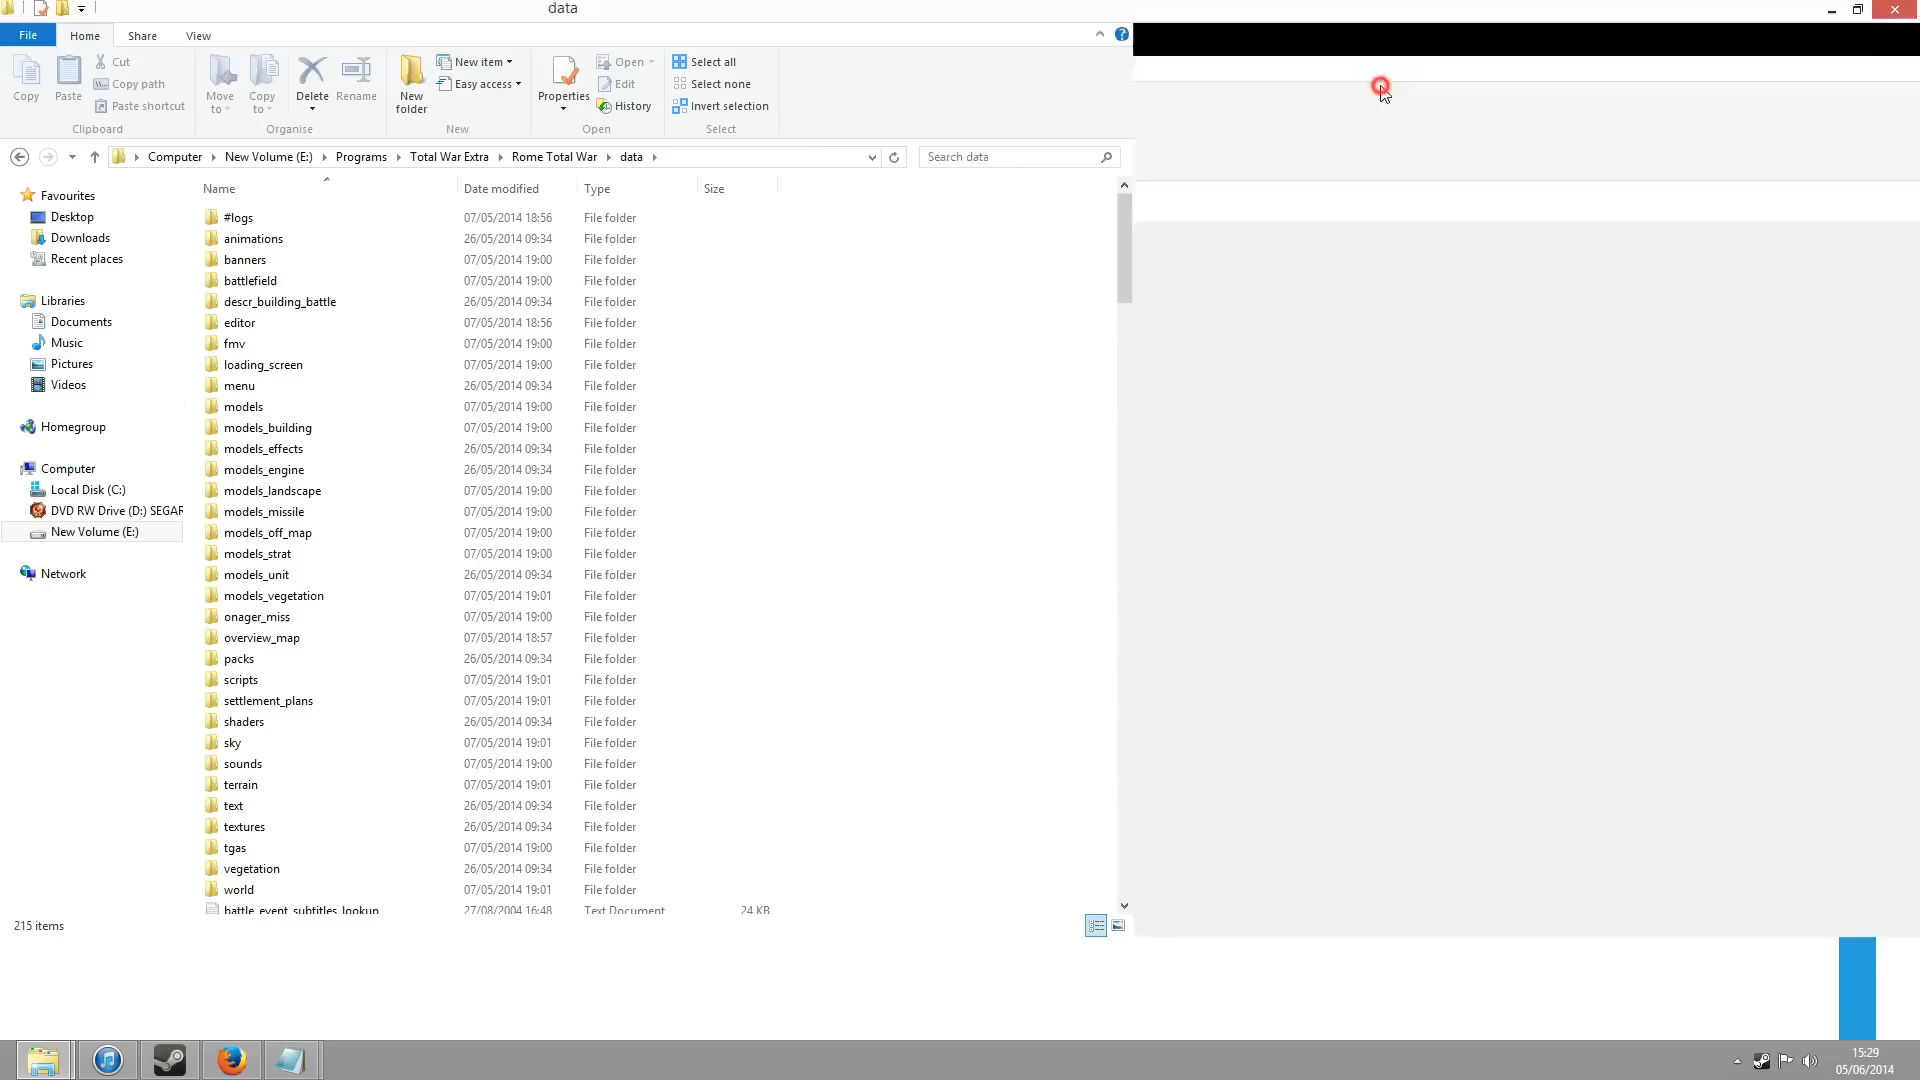 data
File Home Share View
Copy Paste Cut Copy path Paste shortcut Clipboard
Move to Copy to Delete Rename Organise
New folder New item Easy access New
Properties Open Edit History Open
Select all Select none Invert selection Select
Computer New Volume (E:) Programs Total War Extra Rome Total War data
Search data
Favourites
Desktop
Downloads
Recent places
Libraries
Documents
Music
Pictures
Videos
Homegroup
Computer
Local Disk (C:)
DVD RW Drive (D:) SEGAR
New Volume (E:)
Network
Name Date modified Type Size
#logs 07/05/2014 18:56 File folder
animations 26/05/2014 09:34 File folder
banners 07/05/2014 19:00 File folder
battlefield 07/05/2014 19:00 File folder
descr_building_battle 26/05/2014 09:34 File folder
editor 07/05/2014 18:56 File folder
fmv 07/05/2014 19:00 File folder
loading_screen 07/05/2014 19:00 File folder
menu 26/05/2014 09:34 File folder
models 07/05/2014 19:00 File folder
models_building 07/05/2014 19:00 File folder
models_effects 26/05/2014 09:34 File folder
models_engine 26/05/2014 09:34 File folder
models_landscape 07/05/2014 19:00 File folder
models_missile 07/05/2014 19:00 File folder
models_off_map 07/05/2014 19:00 File folder
models_strat 07/05/2014 19:00 File folder
models_unit 26/05/2014 09:34 File folder
models_vegetation 07/05/2014 19:01 File folder
onager_miss 07/05/2014 19:00 File folder
overview_map 07/05/2014 18:57 File folder
packs 26/05/2014 09:34 File folder
scripts 07/05/2014 19:01 File folder
settlement_plans 07/05/2014 19:01 File folder
shaders 26/05/2014 09:34 File folder
sky 07/05/2014 19:01 File folder
sounds 07/05/2014 19:00 File folder
terrain 07/05/2014 19:01 File folder
text 26/05/2014 09:34 File folder
textures 26/05/2014 09:34 File folder
tgas 07/05/2014 19:00 File folder
vegetation 26/05/2014 09:34 File folder
world 07/05/2014 19:01 File folder
battle_event_subtitles_lookup 27/08/2004 16:48 Text Document 24 KB
215 items
15:29
05/06/2014